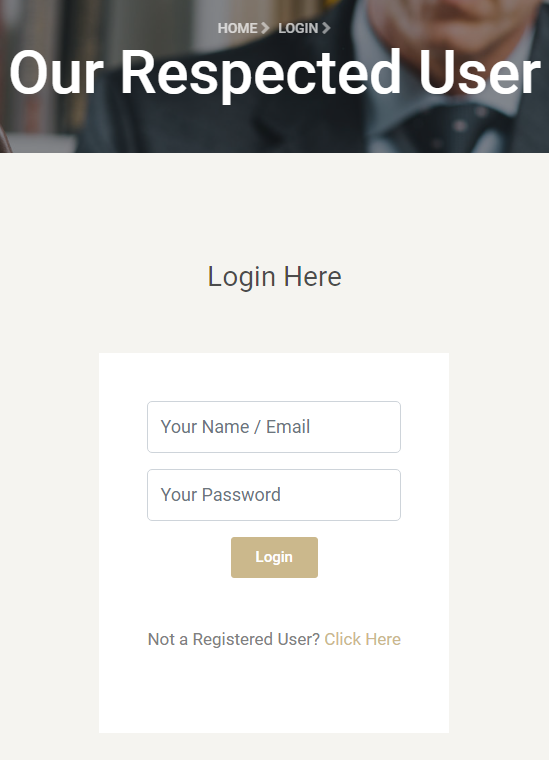 HOME LOGIN
Our Respected User
Login Here
Your Name / Email
Your Password
Login
Not a Registered User? Click Here